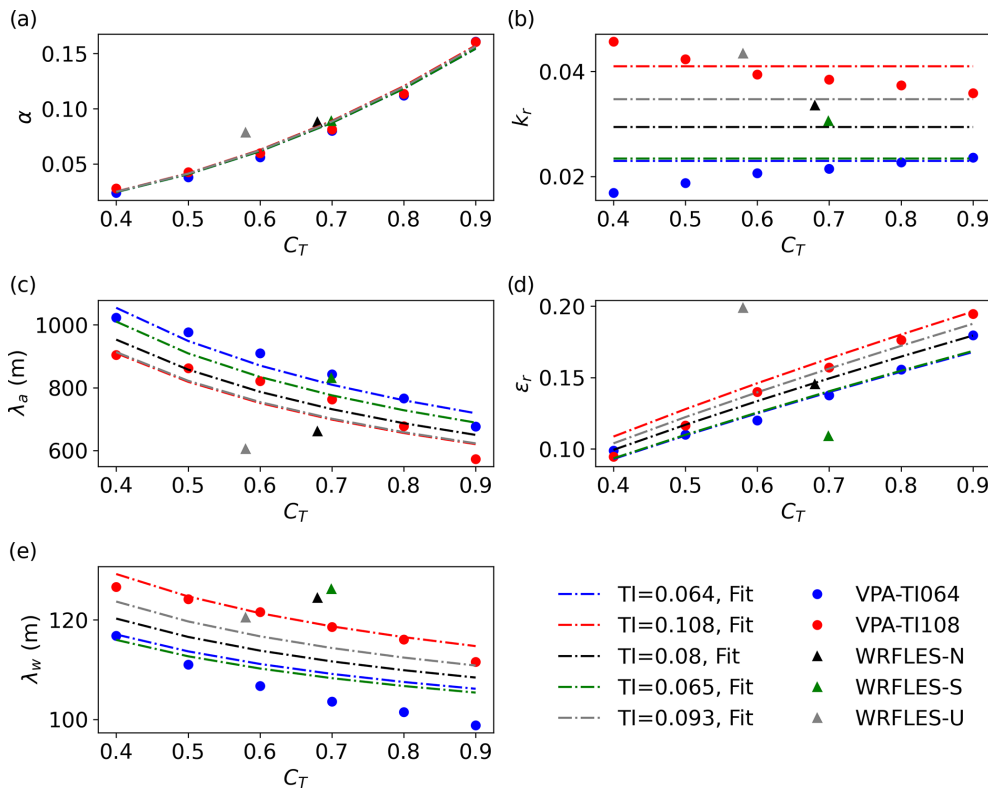 (a)
α
0.15
0.10
0.05
0.4 0.5 0.6 0.7 0.8 0.9
C_T
(b)
k_r
0.04
0.02
0.4 0.5 0.6 0.7 0.8 0.9
C_T
(c)
λ_a (m)
1000
800
600
0.4 0.5 0.6 0.7 0.8 0.9
C_T
(d)
ε_r
0.20
0.15
0.10
0.4 0.5 0.6 0.7 0.8 0.9
C_T
(e)
λ_w (m)
120
100
0.4 0.5 0.6 0.7 0.8 0.9
C_T
TI=0.064, Fit
TI=0.108, Fit
TI=0.08, Fit
TI=0.065, Fit
TI=0.093, Fit
VPA-TI064
VPA-TI108
WRFLES-N
WRFLES-S
WRFLES-U